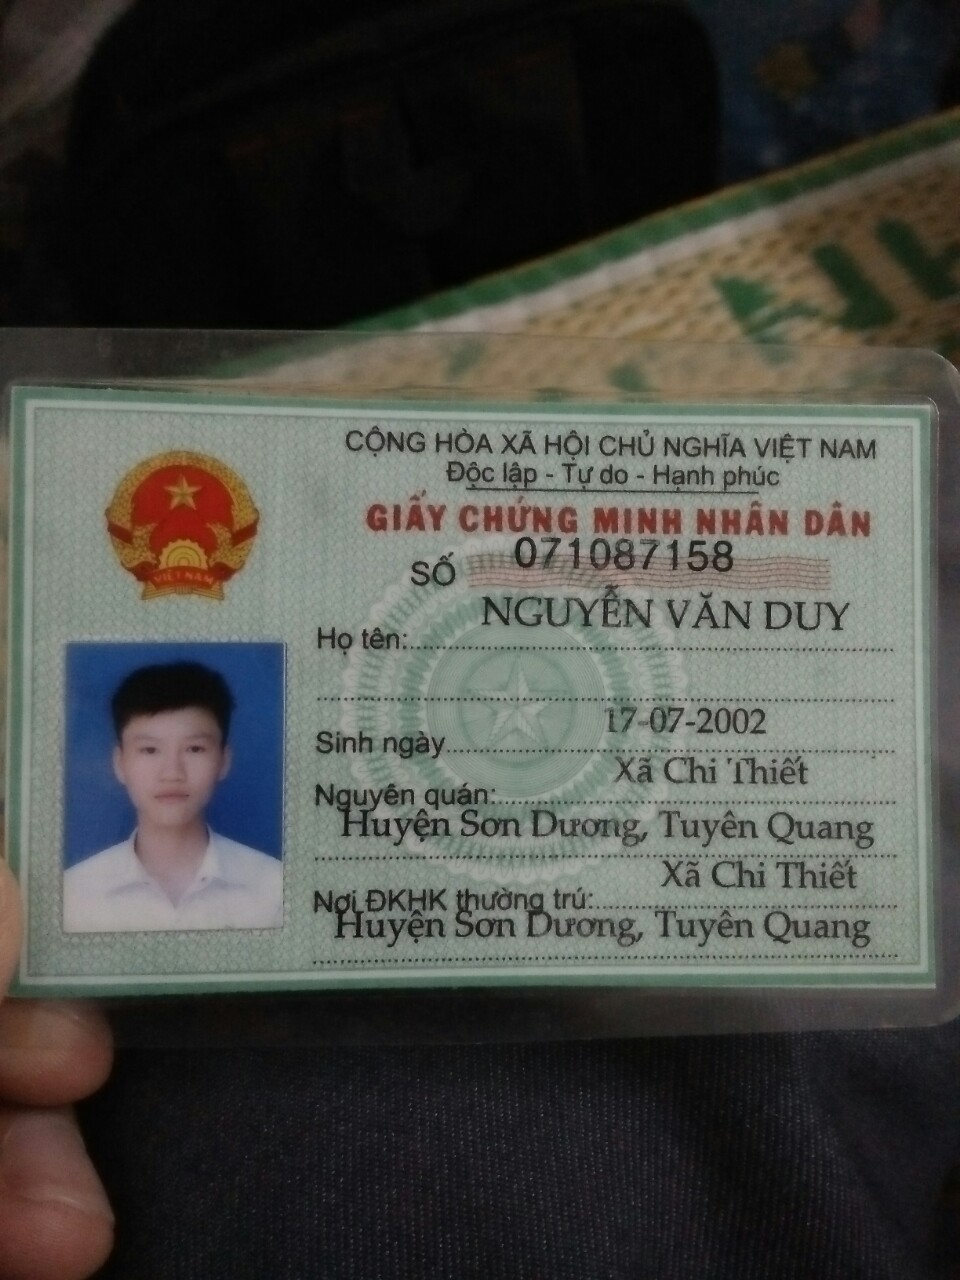 CỘNG HÒA XÃ HỘI CHỦ NGHĨA VIỆT NAM
Độc lập - Tự do - Hạnh phúc
GIẤY CHỨNG MINH NHÂN DÂN
SỐ 071087158
Họ tên: NGUYỄN VĂN DUY
Sinh ngày 17-07-2002
Nguyên quán: Xã Chi Thiết
Huyện Sơn Dương, Tuyên Quang
Nơi ĐKHK thường trú: Xã Chi Thiết
Huyện Sơn Dương, Tuyên Quang
VIỆT NAM